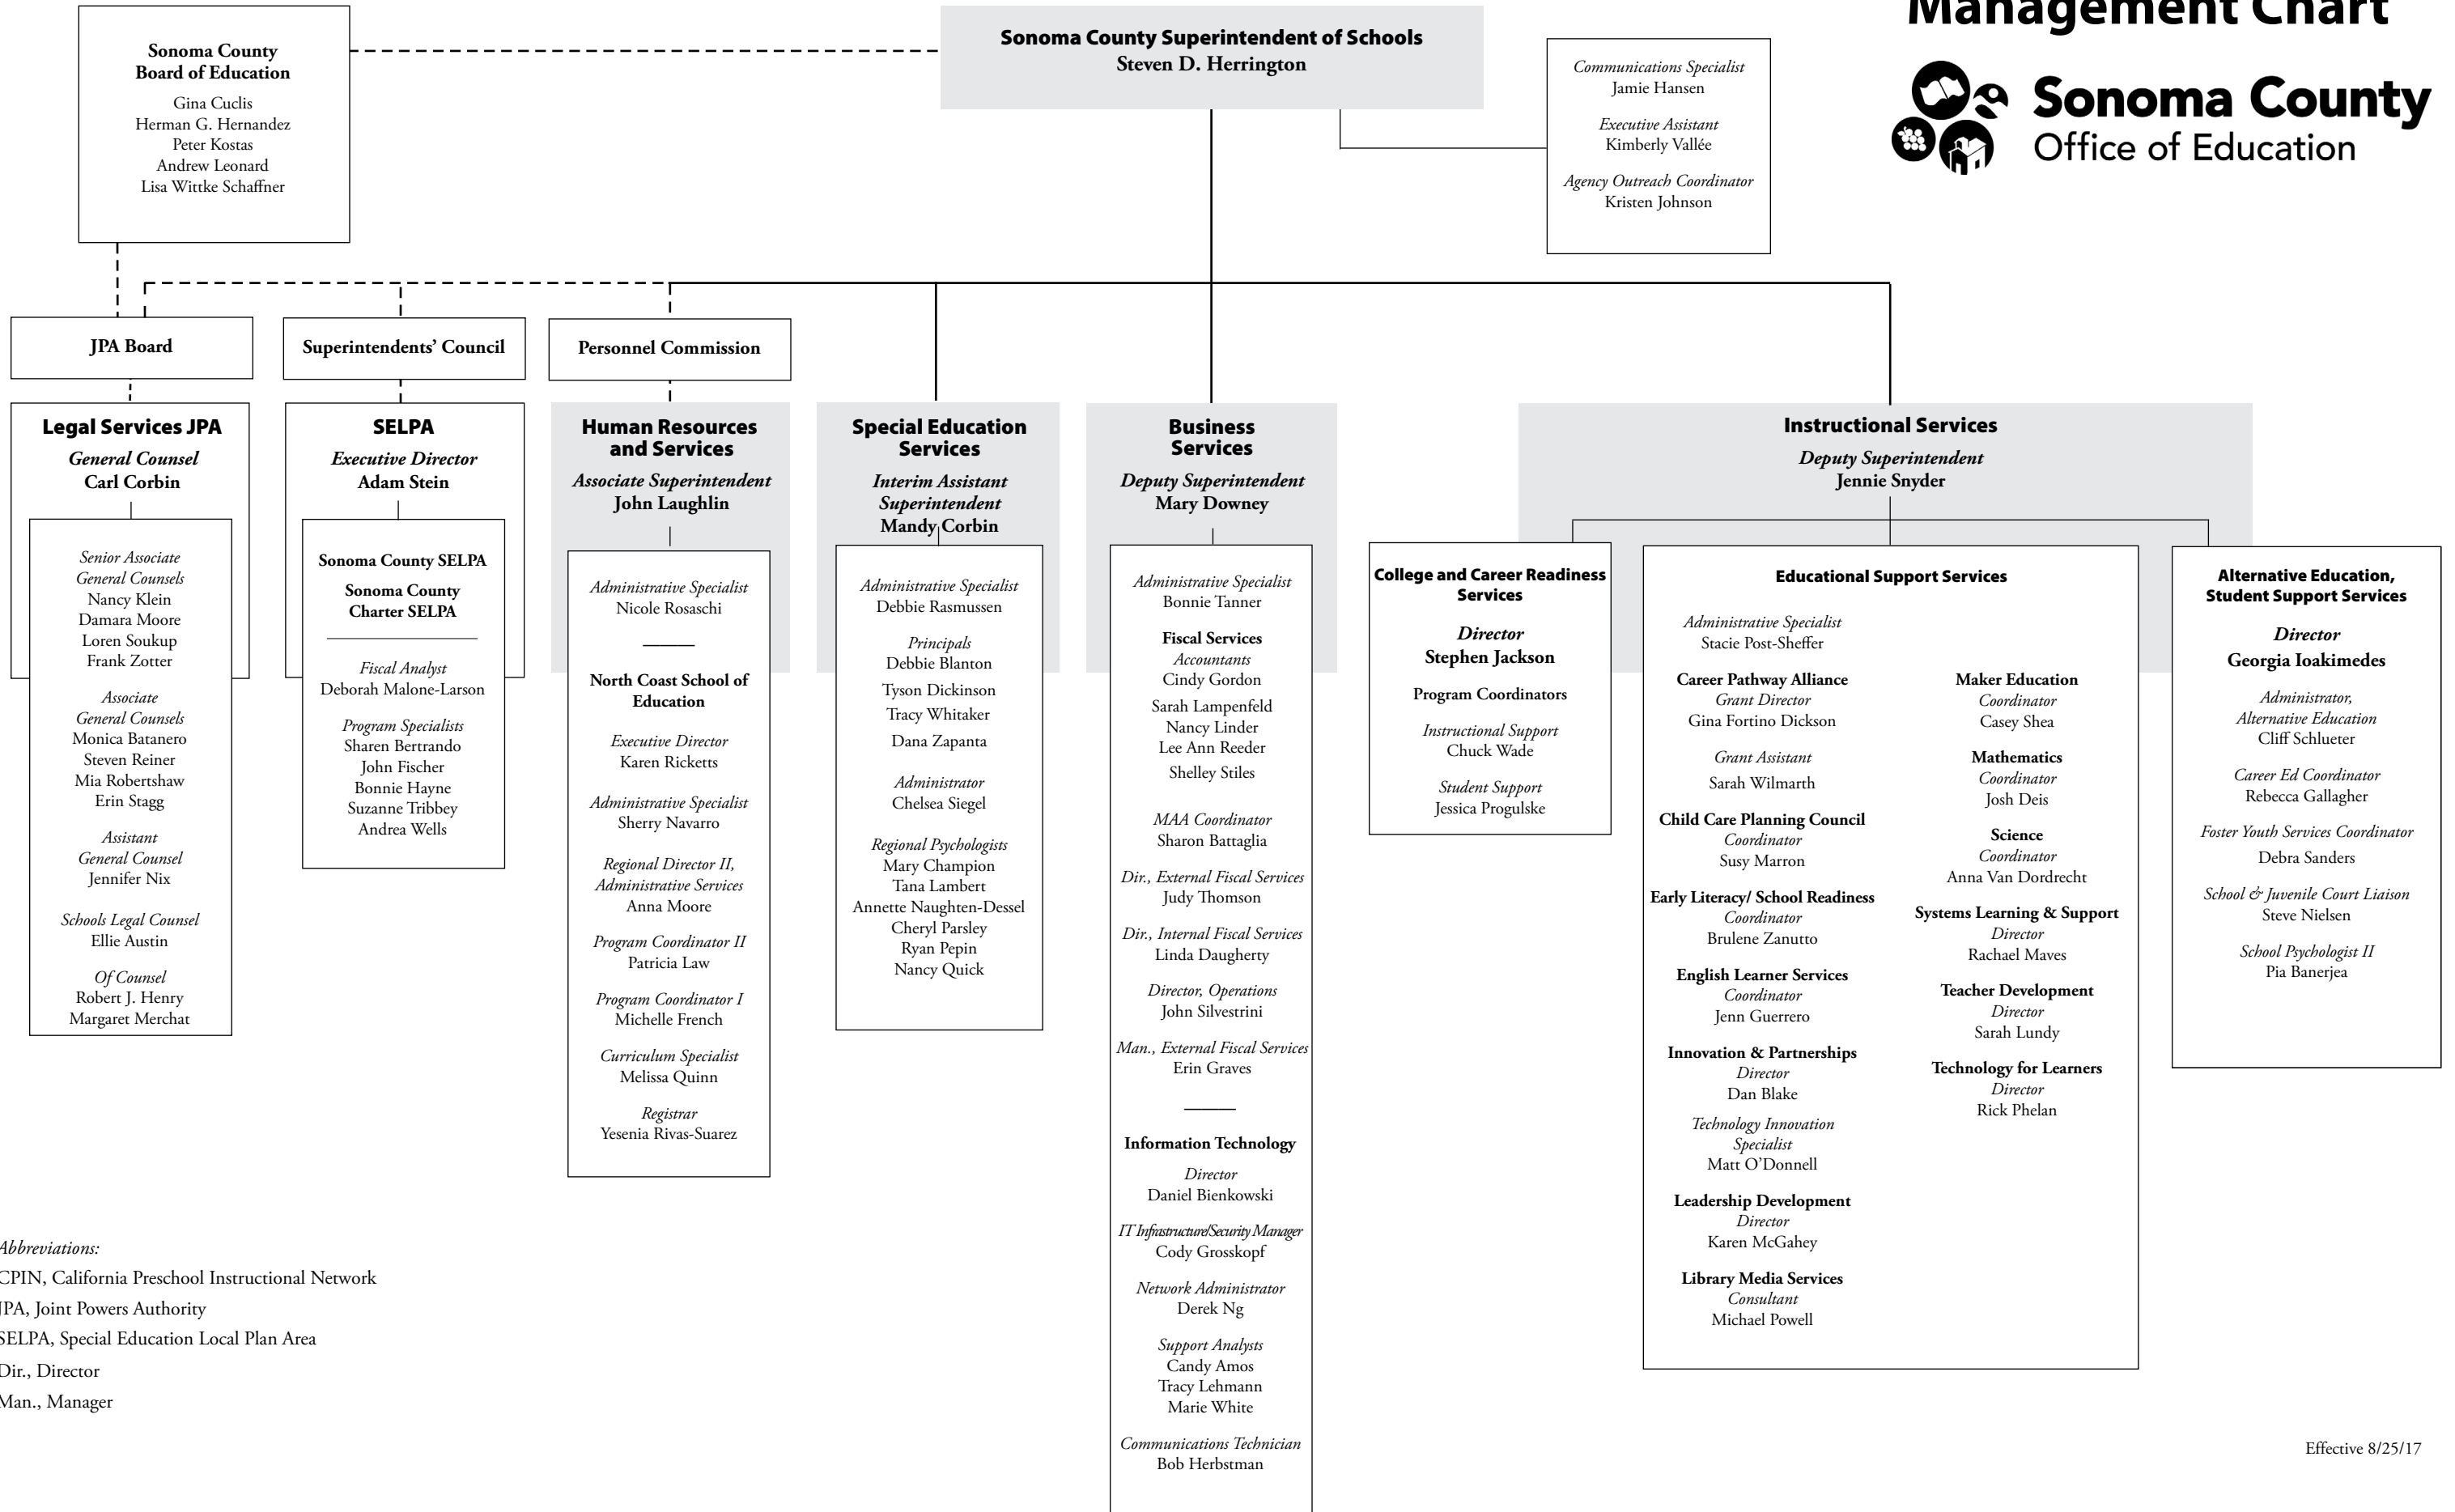 Management Chart
Sonoma County
Office of Education
Sonoma County
Board of Education
Gina Cuclis
Herman G. Hernandez
Peter Kostas
Andrew Leonard
Lisa Wittke Schaffner
Sonoma County Superintendent of Schools
Steven D. Herrington
Communications Specialist
Jamie Hansen
Executive Assistant
Kimberly Vallée
Agency Outreach Coordinator
Kristen Johnson
JPA Board
Superintendents’ Council
Personnel Commission
Legal Services JPA
General Counsel
Carl Corbin
Senior Associate
General Counsels
Nancy Klein
Damara Moore
Loren Soukup
Frank Zotter
Associate
General Counsels
Monica Batanero
Steven Reiner
Mia Robertshaw
Erin Stagg
Assistant
General Counsel
Jennifer Nix
Schools Legal Counsel
Ellie Austin
Of Counsel
Robert J. Henry
Margaret Merchat
SELPA
Executive Director
Adam Stein
Sonoma County SELPA
Sonoma County
Charter SELPA
Fiscal Analyst
Deborah Malone-Larson
Program Specialists
Sharen Bertrando
John Fischer
Bonnie Hayne
Suzanne Tribbey
Andrea Wells
Human Resources
and Services
Associate Superintendent
John Laughlin
Administrative Specialist
Nicole Rosaschi
North Coast School of
Education
Executive Director
Karen Ricketts
Administrative Specialist
Sherry Navarro
Regional Director II,
Administrative Services
Anna Moore
Program Coordinator II
Patricia Law
Program Coordinator I
Michelle French
Curriculum Specialist
Melissa Quinn
Registrar
Yesenia Rivas-Suarez
Special Education
Services
Interim Assistant
Superintendent
Mandy Corbin
Administrative Specialist
Debbie Rasmussen
Principals
Debbie Blanton
Tyson Dickinson
Tracy Whitaker
Dana Zapanta
Administrator
Chelsea Siegel
Regional Psychologists
Mary Champion
Tana Lambert
Annette Naughten-Dessel
Cheryl Parsley
Ryan Pepin
Nancy Quick
Business
Services
Deputy Superintendent
Mary Downey
Administrative Specialist
Bonnie Tanner
Fiscal Services
Accountants
Cindy Gordon
Sarah Lampenfeld
Nancy Linder
Lee Ann Reeder
Shelley Stiles
MAA Coordinator
Sharon Battaglia
Dir., External Fiscal Services
Judy Thomson
Dir., Internal Fiscal Services
Linda Daugherty
Director, Operations
John Silvestrini
Man., External Fiscal Services
Erin Graves
Information Technology
Director
Daniel Bienkowski
IT Infrastructure/Security Manager
Cody Grosskopf
Network Administrator
Derek Ng
Support Analysts
Candy Amos
Tracy Lehmann
Marie White
Communications Technician
Bob Herbstman
Instructional Services
Deputy Superintendent
Jennie Snyder
College and Career Readiness
Services
Director
Stephen Jackson
Program Coordinators
Instructional Support
Chuck Wade
Student Support
Jessica Progulske
Educational Support Services
Administrative Specialist
Stacie Post-Sheffer
Career Pathway Alliance
Grant Director
Gina Fortino Dickson
Grant Assistant
Sarah Wilmarth
Child Care Planning Council
Coordinator
Susy Marron
Early Literacy/ School Readiness
Coordinator
Brulene Zanutto
English Learner Services
Coordinator
Jenn Guerrero
Innovation & Partnerships
Director
Dan Blake
Technology Innovation
Specialist
Matt O’Donnell
Leadership Development
Director
Karen McGahey
Library Media Services
Consultant
Michael Powell
Maker Education
Coordinator
Casey Shea
Mathematics
Coordinator
Josh Deis
Science
Coordinator
Anna Van Dordrecht
Systems Learning & Support
Director
Rachael Maves
Teacher Development
Director
Sarah Lundy
Technology for Learners
Director
Rick Phelan
Alternative Education,
Student Support Services
Director
Georgia Ioakimedes
Administrator,
Alternative Education
Cliff Schlueter
Career Ed Coordinator
Rebecca Gallagher
Foster Youth Services Coordinator
Debra Sanders
School & Juvenile Court Liaison
Steve Nielsen
School Psychologist II
Pia Banerjea
Abbreviations:
CPIN, California Preschool Instructional Network
JPA, Joint Powers Authority
SELPA, Special Education Local Plan Area
Dir., Director
Man., Manager
Effective 8/25/17